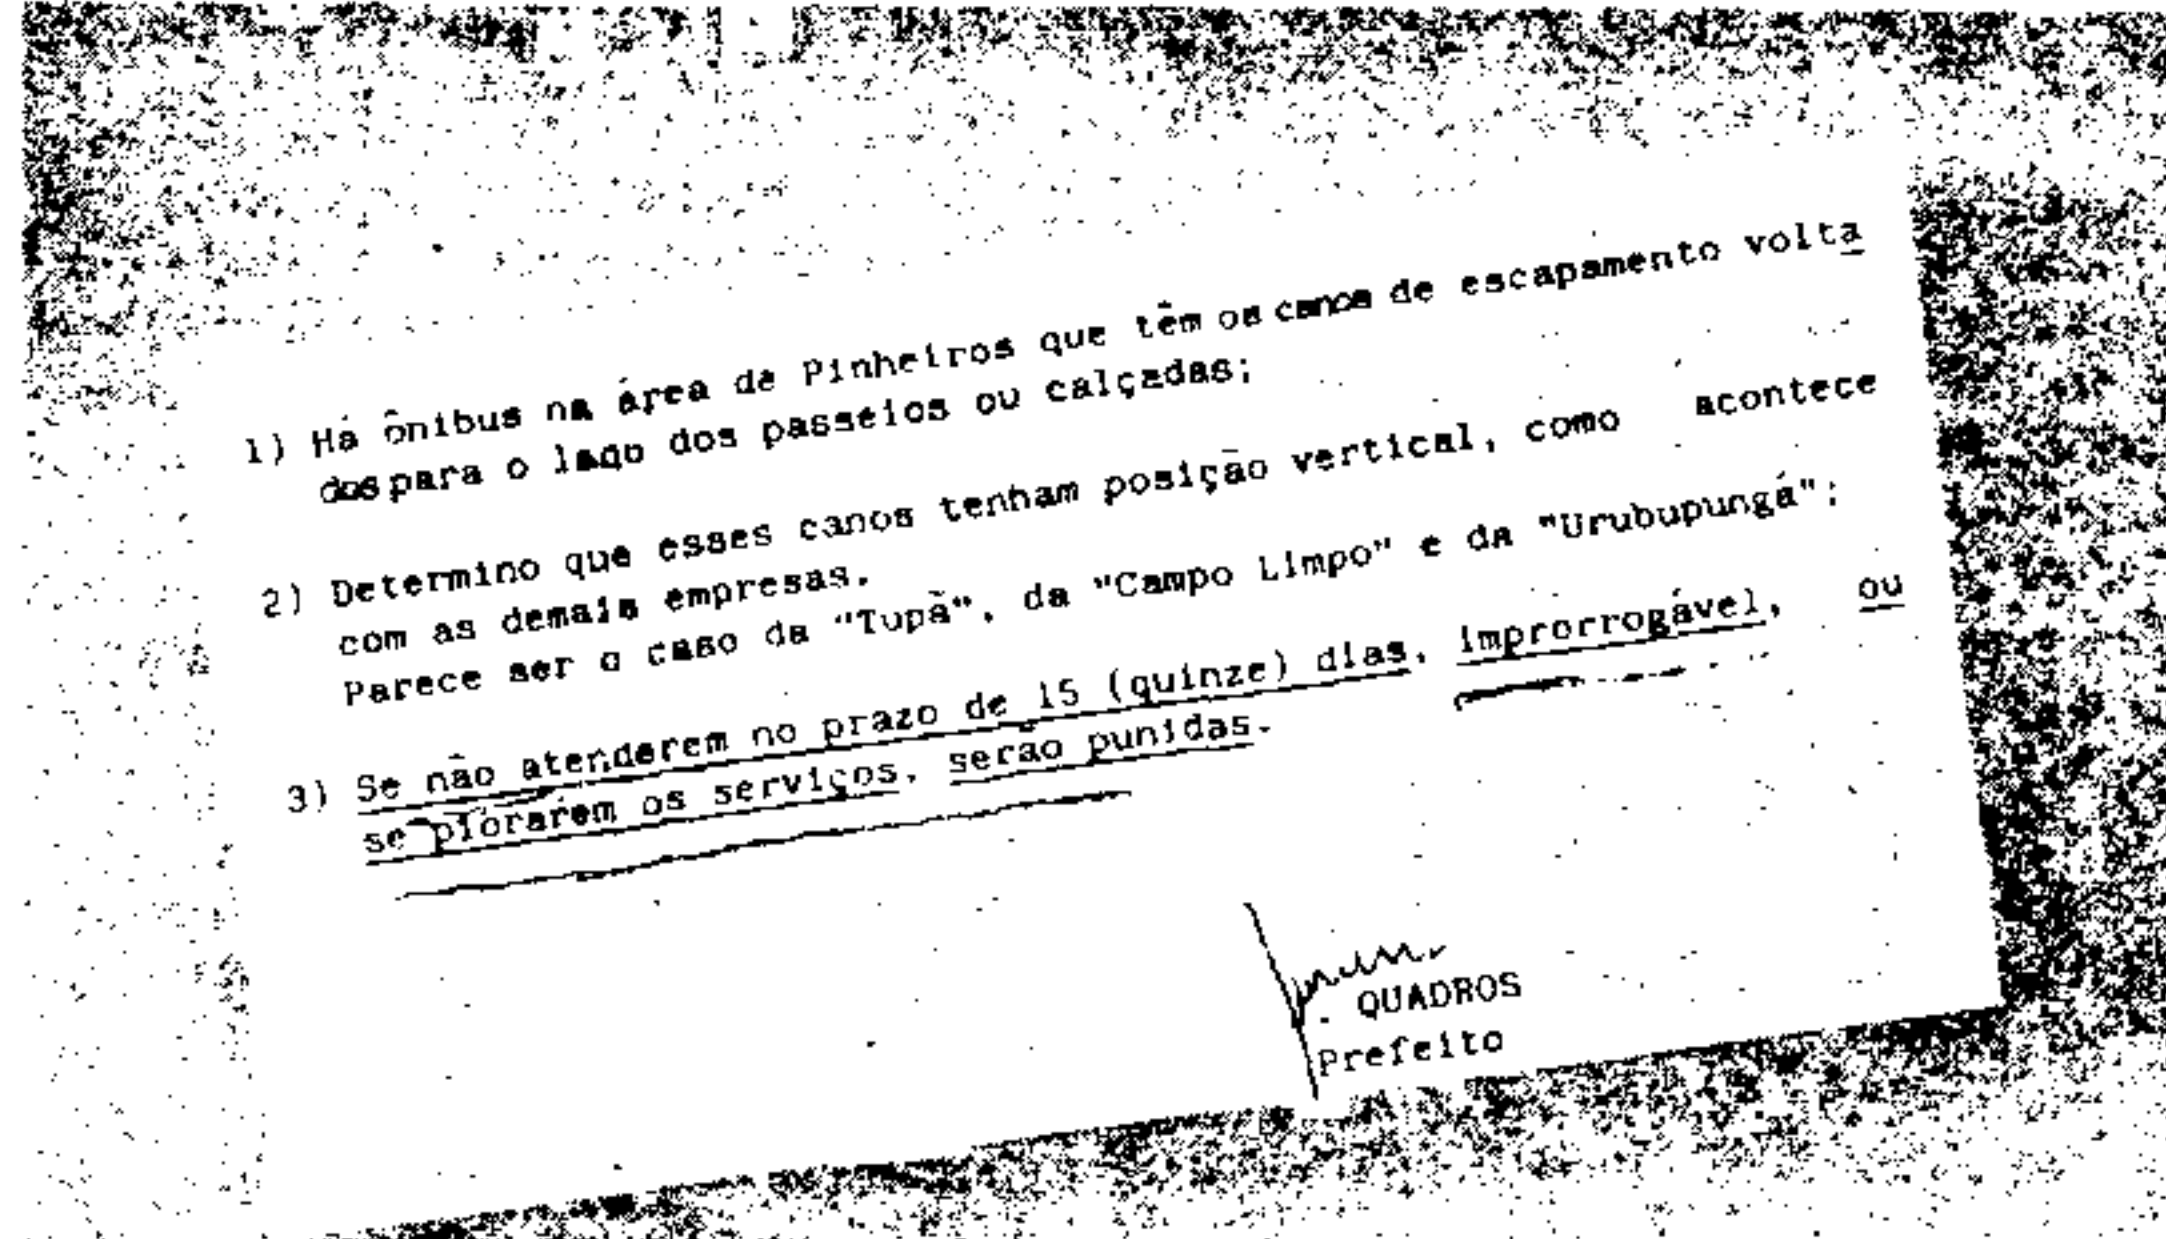 1) Há ônibus na área de Pinheiros que têm os canos de escapamento volta
dos para o lado dos passeios ou calçadas;
2) Determino que esses canos tenham posição vertical, como acontece
com as demais empresas.
Parece ser o caso da "Tupã", da "Campo Limpo" e da "Urubupungá";
3) Se não atenderem no prazo de 15 (quinze) dias, improrrogável, ou
se piorarem os serviços, serão punidas.
. QUADROS
Prefeito